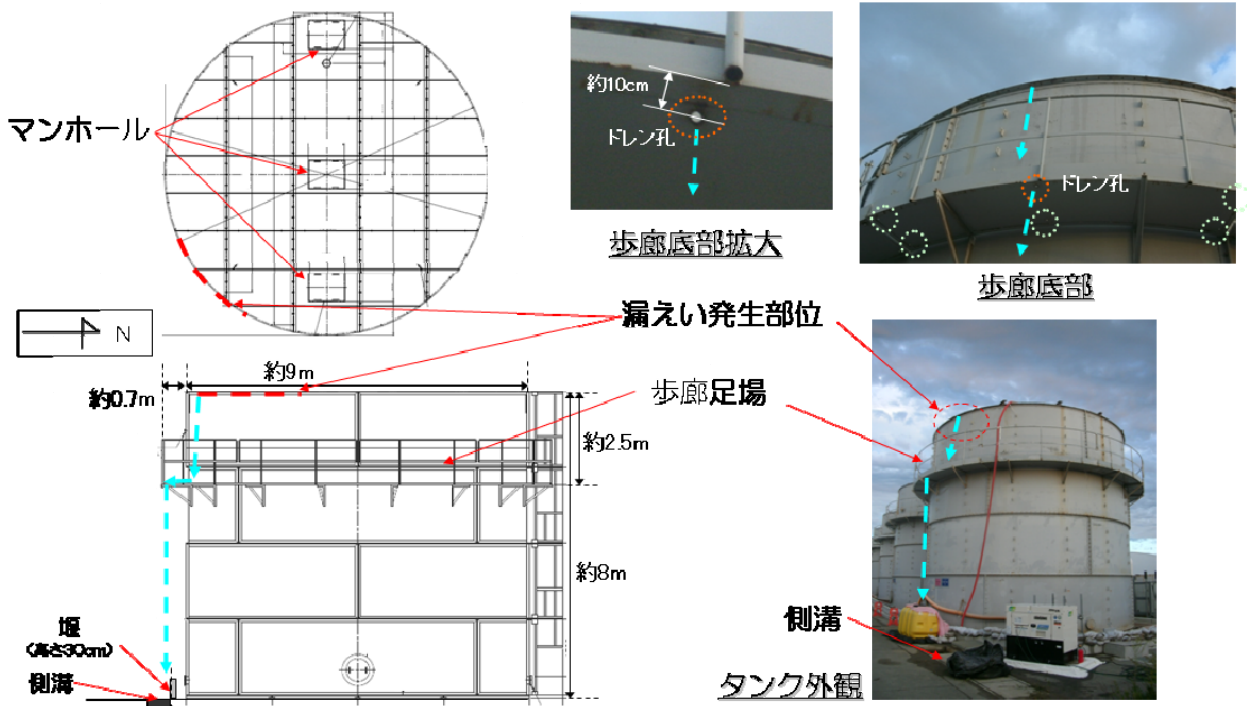 マンホール
約10cm
ドレン孔
歩廊底部拡大
ドレン孔
歩廊底部
N
漏えい発生部位
約9m
約0.7m
歩廊足場
約2.5m
約8m
堰
(高さ30cm)
側溝
側溝
タンク外観